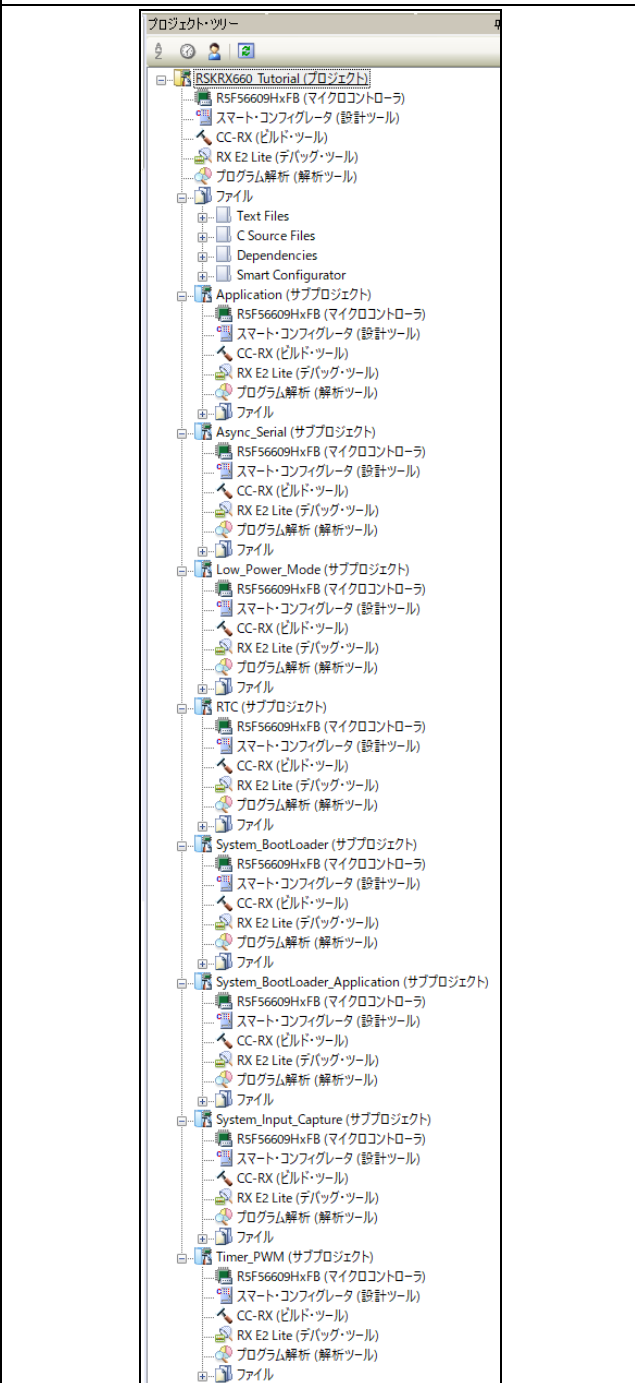 プロジェクト・ツリー
RSKRX660_Tutorial (プロジェクト)
R5F56609HxFB (マイクロコントローラ)
スマート・コンフィグレータ (設計ツール)
CC-RX (ビルド・ツール)
RX E2 Lite (デバッグ・ツール)
プログラム解析 (解析ツール)
ファイル
Text Files
C Source Files
Dependencies
Smart Configurator
Application (サブプロジェクト)
R5F56609HxFB (マイクロコントローラ)
スマート・コンフィグレータ (設計ツール)
CC-RX (ビルド・ツール)
RX E2 Lite (デバッグ・ツール)
プログラム解析 (解析ツール)
ファイル
Async_Serial (サブプロジェクト)
R5F56609HxFB (マイクロコントローラ)
スマート・コンフィグレータ (設計ツール)
CC-RX (ビルド・ツール)
RX E2 Lite (デバッグ・ツール)
プログラム解析 (解析ツール)
ファイル
Low_Power_Mode (サブプロジェクト)
R5F56609HxFB (マイクロコントローラ)
スマート・コンフィグレータ (設計ツール)
CC-RX (ビルド・ツール)
RX E2 Lite (デバッグ・ツール)
プログラム解析 (解析ツール)
ファイル
RTC (サブプロジェクト)
R5F56609HxFB (マイクロコントローラ)
スマート・コンフィグレータ (設計ツール)
CC-RX (ビルド・ツール)
RX E2 Lite (デバッグ・ツール)
プログラム解析 (解析ツール)
ファイル
System_BootLoader (サブプロジェクト)
R5F56609HxFB (マイクロコントローラ)
スマート・コンフィグレータ (設計ツール)
CC-RX (ビルド・ツール)
RX E2 Lite (デバッグ・ツール)
プログラム解析 (解析ツール)
ファイル
System_BootLoader_Application (サブプロジェクト)
R5F56609HxFB (マイクロコントローラ)
スマート・コンフィグレータ (設計ツール)
CC-RX (ビルド・ツール)
RX E2 Lite (デバッグ・ツール)
プログラム解析 (解析ツール)
ファイル
System_Input_Capture (サブプロジェクト)
R5F56609HxFB (マイクロコントローラ)
スマート・コンフィグレータ (設計ツール)
CC-RX (ビルド・ツール)
RX E2 Lite (デバッグ・ツール)
プログラム解析 (解析ツール)
ファイル
Timer_PWM (サブプロジェクト)
R5F56609HxFB (マイクロコントローラ)
スマート・コンフィグレータ (設計ツール)
CC-RX (ビルド・ツール)
RX E2 Lite (デバッグ・ツール)
プログラム解析 (解析ツール)
ファイル